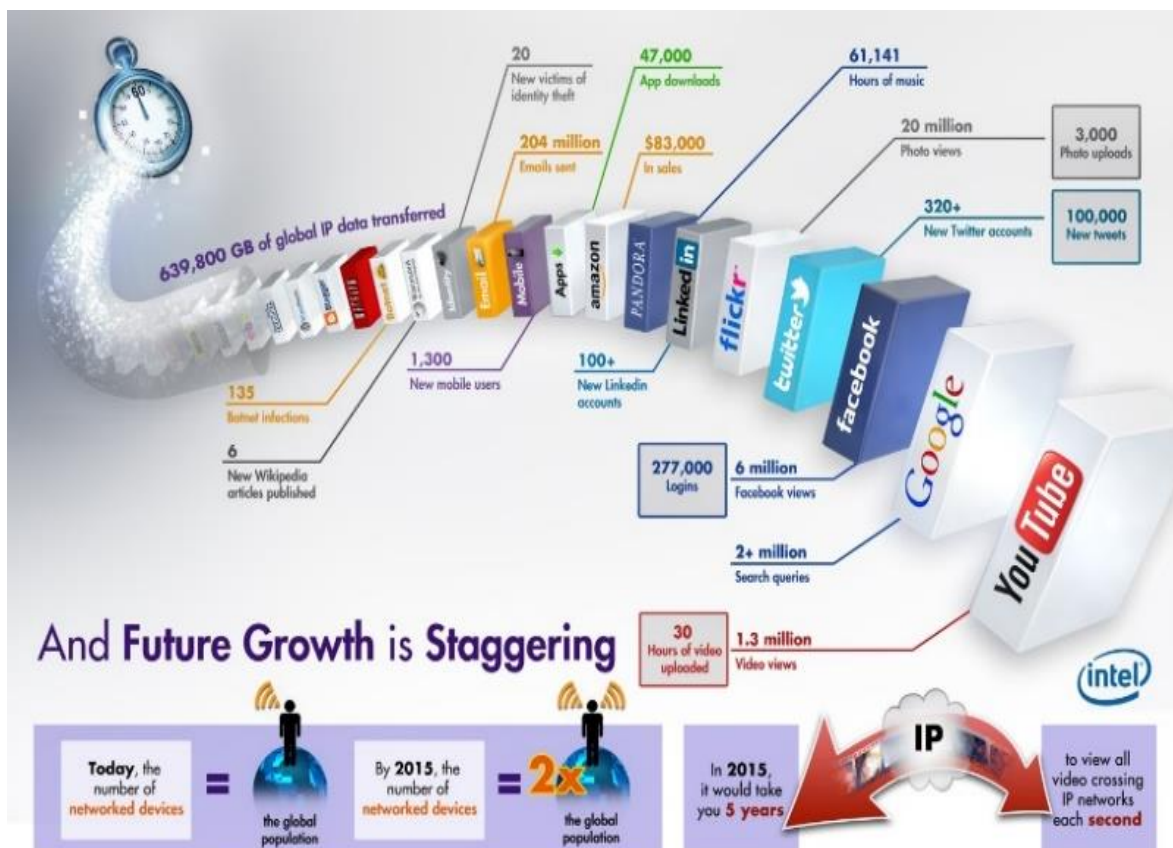 60
20
New victims of
identity theft
47,000
App downloads
61,141
Hours of music
204 million
Emails sent
$83,000
In sales
20 million
Photo views
3,000
Photo uploads
320+
New Twitter accounts
100,000
New tweets
639,800 GB of global IP data transferred
Botnet
Identity
Email
Mobile
Apps
amazon
PANDORA
Linked in
flickr
twitter
facebook
Google
You Tube
135
Botnet infections
1,300
New mobile users
100+
New Linkedin
accounts
6
New Wikipedia
articles published
277,000
Logins
6 million
Facebook views
2+ million
Search queries
30
Hours of video
uploaded
1.3 million
Video views
And Future Growth is Staggering
intel
Today, the
number of
networked devices
=
the global
population
By 2015, the
number of
networked devices
=
2x
the global
population
In 2015,
it would take
you 5 years
IP
to view all
video crossing
IP networks
each second